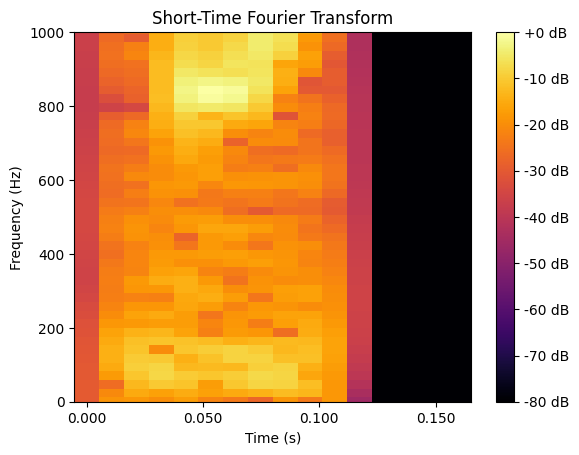 Short-Time Fourier Transform
1000
800
600
400
200
0
Frequency (Hz)
0.000
0.050
0.100
0.150
Time (s)
+0 dB
-10 dB
-20 dB
-30 dB
-40 dB
-50 dB
-60 dB
-70 dB
-80 dB